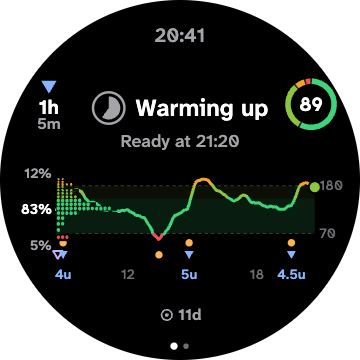 20:41
1h
5m
Warming up
89
Ready at 21:20
12%
180
83%
70
5%
4u 12 5u 18 4.5u
11d